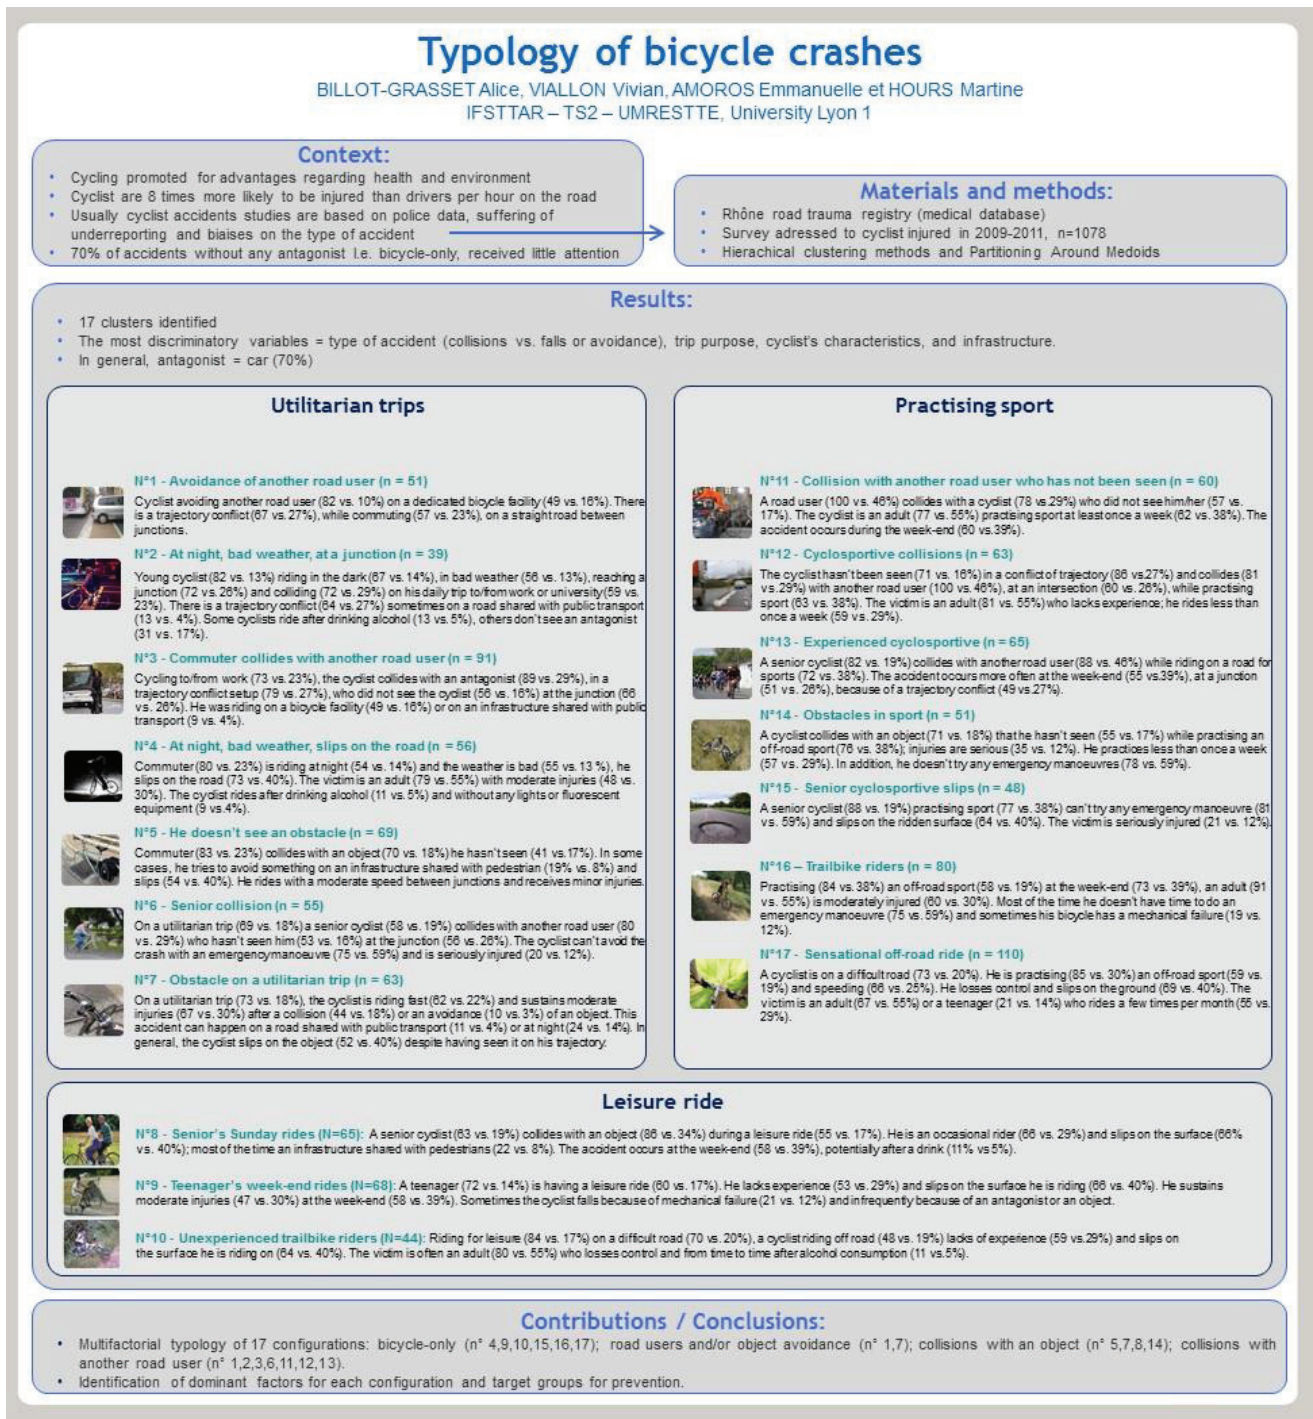 Typology of bicycle crashes
BILLOT-GRASSET Alice, VIALLON Vivian, AMOROS Emmanuelle et HOURS Martine
IFSTTAR – TS2 – UMRESTTE, University Lyon 1
Context:
• Cycling promoted for advantages regarding health and environment
• Cyclist are 8 times more likely to be injured than drivers per hour on the road
• Usually cyclist accidents studies are based on police data, suffering of
underreporting and biaises on the type of accident
• 70% of accidents without any antagonist I.e. bicycle-only, received little attention
Materials and methods:
• Rhône road trauma registry (medical database)
• Survey adressed to cyclist injured in 2009-2011, n=1078
• Hierachical clustering methods and Partitioning Around Medoids
Results:
• 17 clusters identified
• The most discriminatory variables = type of accident (collisions vs. falls or avoidance), trip purpose, cyclist's characteristics, and infrastructure.
• In general, antagonist = car (70%)
Utilitarian trips
N°1 - Avoidance of another road user (n = 51)
Cyclist avoiding another road user (82 vs. 10%) on a dedicated bicycle facility (49 vs. 16%). There
is a trajectory conflict (67 vs. 27%), while commuting (57 vs. 23%), on a straight road between
junctions.
N°2 - At night, bad weather, at a junction (n = 39)
Young cyclist (82 vs. 13%) riding in the dark (67 vs. 14%), in bad weather (56 vs. 13%), reaching a
junction (72 vs. 26%) and colliding (72 vs. 29%) on his daily trip to/from work or university (59 vs.
23%). There is a trajectory conflict (64 vs. 27%) sometimes on a road shared with public transport
(13 vs. 4%). Some cyclists ride after drinking alcohol (13 vs. 5%), others don't see an antagonist
(31 vs. 17%).
N°3 - Commuter collides with another road user (n = 91)
Cycling to/from work (73 vs. 23%), the cyclist collides with an antagonist (89 vs. 29%), in a
trajectory conflict setup (79 vs. 27%), who did not see the cyclist (56 vs. 16%) at the junction (66
vs. 26%). He was riding on a bicycle facility (49 vs. 16%) or on an infrastructure shared with public
transport (9 vs. 4%).
N°4 - At night, bad weather, slips on the road (n = 56)
Commuter (80 vs. 23%) is riding at night (54 vs. 14%) and the weather is bad (55 vs. 13 %), he
slips on the road (73 vs. 40%). The victim is an adult (79 vs. 55%) with moderate injuries (48 vs.
30%). The cyclist rides after drinking alcohol (11 vs. 5%) and without any lights or fluorescent
equipment (9 vs.4%).
N°5 - He doesn't see an obstacle (n = 69)
Commuter (83 vs. 23%) collides with an object (70 vs. 18%) he hasn't seen (41 vs.17%). In some
cases, he tries to avoid something on an infrastructure shared with pedestrian (19% vs. 8%) and
slips (54 vs. 40%). He rides with a moderate speed between junctions and receives minor injuries.
N°6 - Senior collision (n = 55)
On a utilitarian trip (69 vs. 18%) a senior cyclist (58 vs. 19%) collides with another road user (80
vs. 29%) who hasn't seen him (53 vs. 16%) at the junction (56 vs. 26%). The cyclist can't avoid the
crash with an emergency manoeuvre (75 vs. 59%) and is seriously injured (20 vs. 12%).
N°7 - Obstacle on a utilitarian trip (n = 63)
On a utilitarian trip (73 vs. 18%), the cyclist is riding fast (62 vs. 22%) and sustains moderate
injuries (67 vs. 30%) after a collision (44 vs. 18%) or an avoidance (10 vs. 3%) of an object. This
accident can happen on a road shared with public transport (11 vs. 4%) or at night (24 vs. 14%). In
general, the cyclist slips on the object (52 vs. 40%) despite having seen it on his trajectory.
Practising sport
N°11 - Collision with another road user who has not been seen (n = 60)
A road user (100 vs. 46%) collides with a cyclist (78 vs.29%) who did not see him/her (57 vs.
17%). The cyclist is an adult (77 vs. 55%) practising sport at least once a week (62 vs. 38%). The
accident occurs during the week-end (60 vs.39%).
N°12 - Cyclosportive collisions (n = 63)
The cyclist hasn't been seen (71 vs. 16%) in a conflict of trajectory (86 vs.27%) and collides (81
vs.29%) with another road user (100 vs. 46%), at an intersection (60 vs. 26%), while practising
sport (63 vs. 38%). The victim is an adult (81 vs. 55%) who lacks experience; he rides less than
once a week (59 vs. 29%).
N°13 - Experienced cyclosportive (n = 65)
A senior cyclist (82 vs. 19%) collides with another road user (88 vs. 46%) while riding on a road for
sports (72 vs. 38%). The accident occurs more often at the week-end (55 vs.39%), at a junction
(51 vs. 26%), because of a trajectory conflict (49 vs.27%).
N°14 - Obstacles in sport (n = 51)
A cyclist collides with an object (71 vs. 18%) that he hasn't seen (55 vs. 17%) while practising an
off-road sport (76 vs. 38%); injuries are serious (35 vs. 12%). He practices less than once a week
(57 vs. 29%). In addition, he doesn't try any emergency manoeuvres (78 vs. 59%).
N°15 - Senior cyclosportive slips (n = 48)
A senior cyclist (88 vs. 19%) practising sport (77 vs. 38%) can't try any emergency manoeuvre (81
vs. 59%) and slips on the ridden surface (64 vs. 40%). The victim is seriously injured (21 vs. 12%).
N°16 – Trailbike riders (n = 80)
Practising (84 vs. 38%) an off-road sport (58 vs. 19%) at the week-end (73 vs. 39%), an adult (91
vs. 55%) is moderately injured (60 vs. 30%). Most of the time he doesn't have time to do an
emergency manoeuvre (75 vs. 59%) and sometimes his bicycle has a mechanical failure (19 vs.
12%).
N°17 - Sensational off-road ride (n = 110)
A cyclist is on a difficult road (73 vs. 20%). He is practising (85 vs. 30%) an off-road sport (59 vs.
19%) and speeding (66 vs. 25%). He losses control and slips on the ground (69 vs. 40%). The
victim is an adult (67 vs. 55%) or a teenager (21 vs. 14%) who rides a few times per month (55 vs.
29%).
Leisure ride
N°8 - Senior's Sunday rides (N=65): A senior cyclist (63 vs. 19%) collides with an object (86 vs. 34%) during a leisure ride (55 vs. 17%). He is an occasional rider (66 vs. 29%) and slips on the surface (66%
vs. 40%); most of the time an infrastructure shared with pedestrians (22 vs. 8%). The accident occurs at the week-end (58 vs. 39%), potentially after a drink (11% vs 5%).
N°9 - Teenager's week-end rides (N=68): A teenager (72 vs. 14%) is having a leisure ride (60 vs. 17%). He lacks experience (53 vs. 29%) and slips on the surface he is riding (66 vs. 40%). He sustains
moderate injuries (47 vs. 30%) at the week-end (58 vs. 39%). Sometimes the cyclist falls because of mechanical failure (21 vs. 12%) and infrequently because of an antagonist or an object.
N°10 - Unexperienced trailbike riders (N=44): Riding for leisure (84 vs. 17%) on a difficult road (70 vs. 20%), a cyclist riding off road (48 vs. 19%) lacks of experience (59 vs.29%) and slips on
the surface he is riding on (64 vs. 40%). The victim is often an adult (80 vs. 55%) who losses control and from time to time after alcohol consumption (11 vs.5%).
Contributions / Conclusions:
• Multifactorial typology of 17 configurations: bicycle-only (n° 4,9,10,15,16,17); road users and/or object avoidance (n° 1,7); collisions with an object (n° 5,7,8,14); collisions with
another road user (n° 1,2,3,6,11,12,13).
• Identification of dominant factors for each configuration and target groups for prevention.